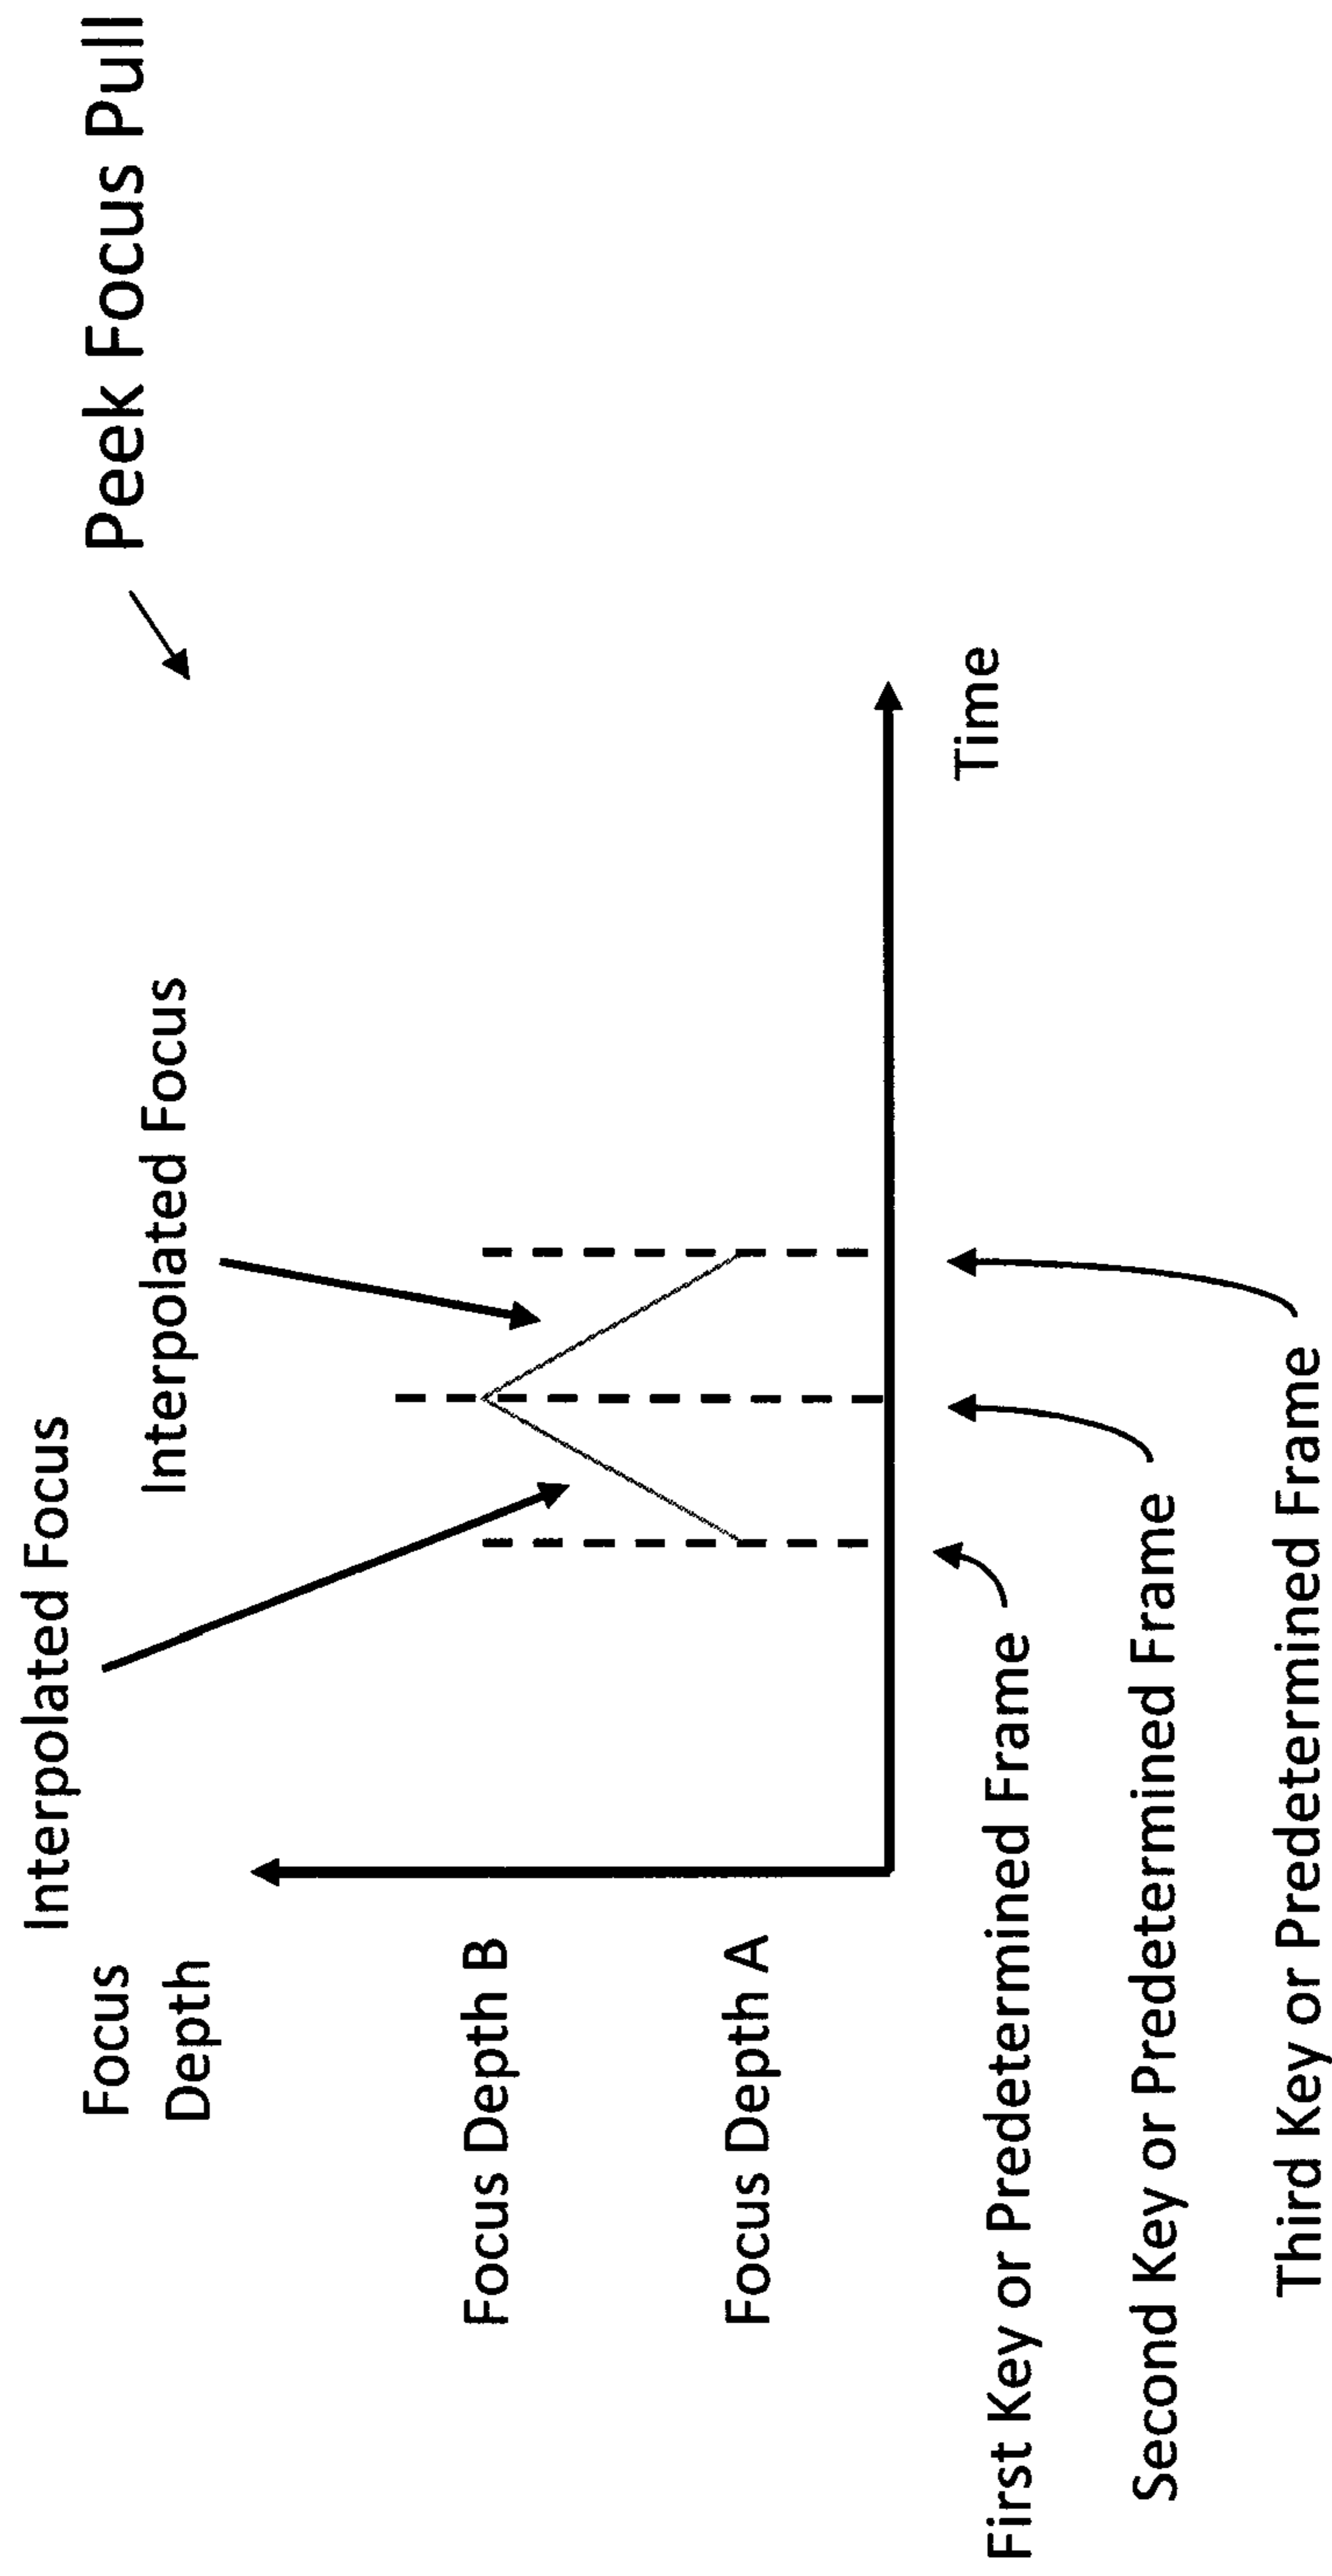 Peek Focus Pull
Interpolated Focus
Interpolated Focus
Focus
Depth
Focus Depth B
Focus Depth A
Time
First Key or Predetermined Frame
Second Key or Predetermined Frame
Third Key or Predetermined Frame